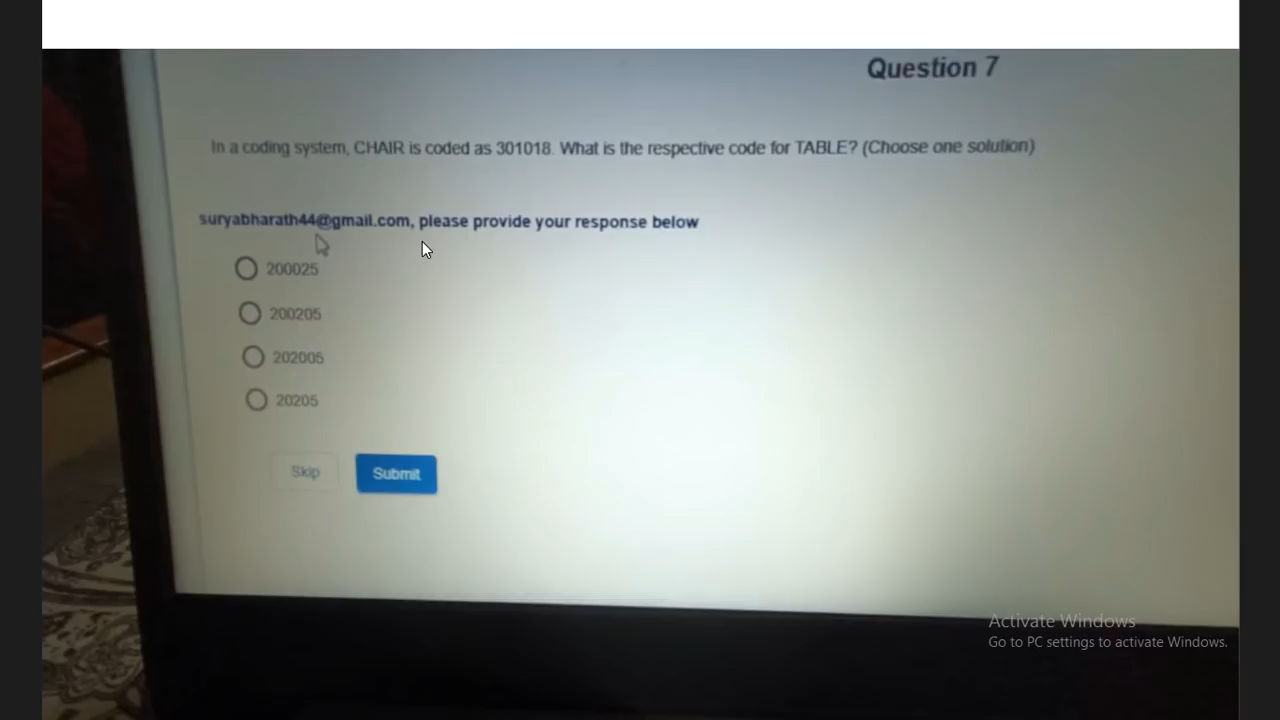 Question 7
In a coding system, CHAIR is coded as 301018. What is the respective code for TABLE? (Choose one solution)
suryabharath44@gmail.com, please provide your response below
200025
200205
202005
20205
Skip
Submit
Activate Windows
Go to PC settings to activate Windows.